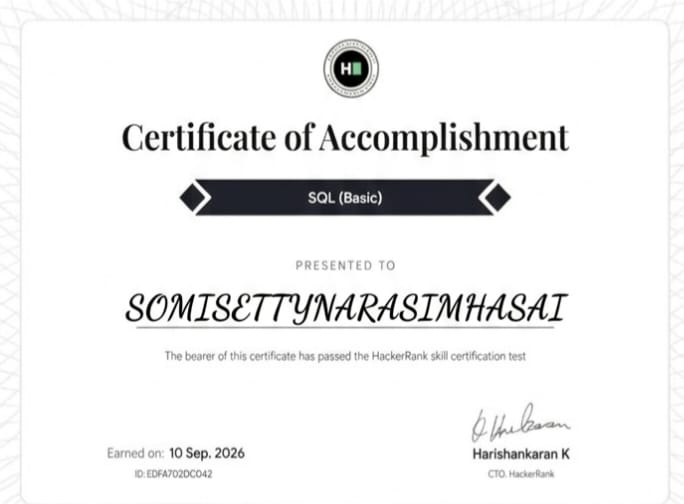 H
Certificate of Accomplishment
SQL (Basic)
PRESENTED TO
SOMISETTYNARASIMHASAI
The bearer of this certificate has passed the HackerRank skill certification test
Earned on: 10 Sep, 2026
Harishankaran K
ID: EDFA702DC042
CTO, HackerRank